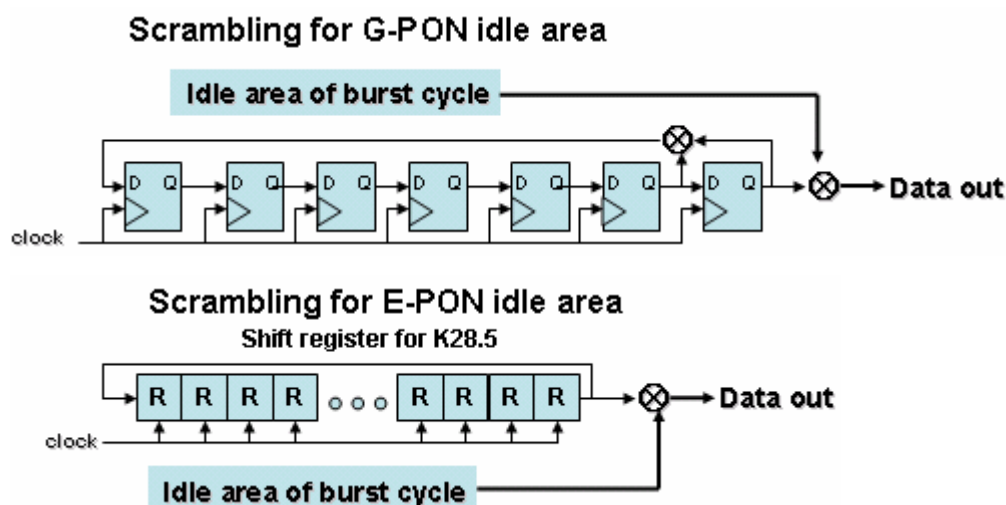 Scrambling for G-PON idle area
Idle area of burst cycle
D Q D Q D Q D Q D Q D Q D Q
Data out
clock
Scrambling for E-PON idle area
Shift register for K28.5
R R R R R R R R
Data out
clock
Idle area of burst cycle